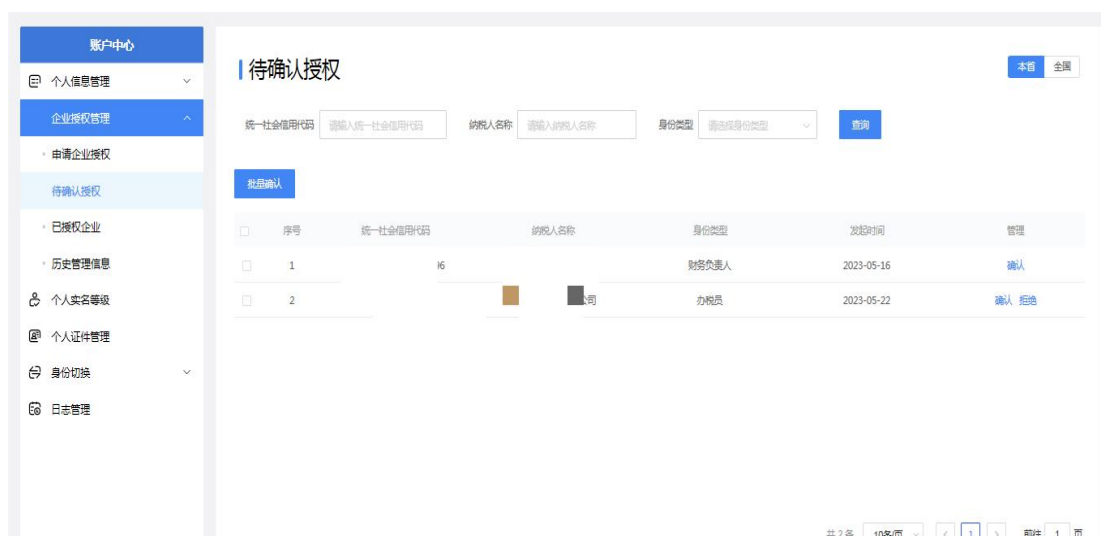 账户中心
个人信息管理
企业授权管理
申请企业授权
待确认授权
已授权企业
历史管理信息
个人实名等级
个人证件管理
身份切换
日志管理
待确认授权
本首 全国
统一社会信用代码 请输入统一社会信用代码 纳税人名称 请输入纳税人名称 身份类型 请选择身份类型 查询
批量确认
序号 统一社会信用代码 纳税人名称 身份类型 发起时间 管理
1 财务负责人 2023-05-16 确认
2 公司 办税员 2023-05-22 确认 拒绝
共 2 条 10条/页 1 前往 1 页